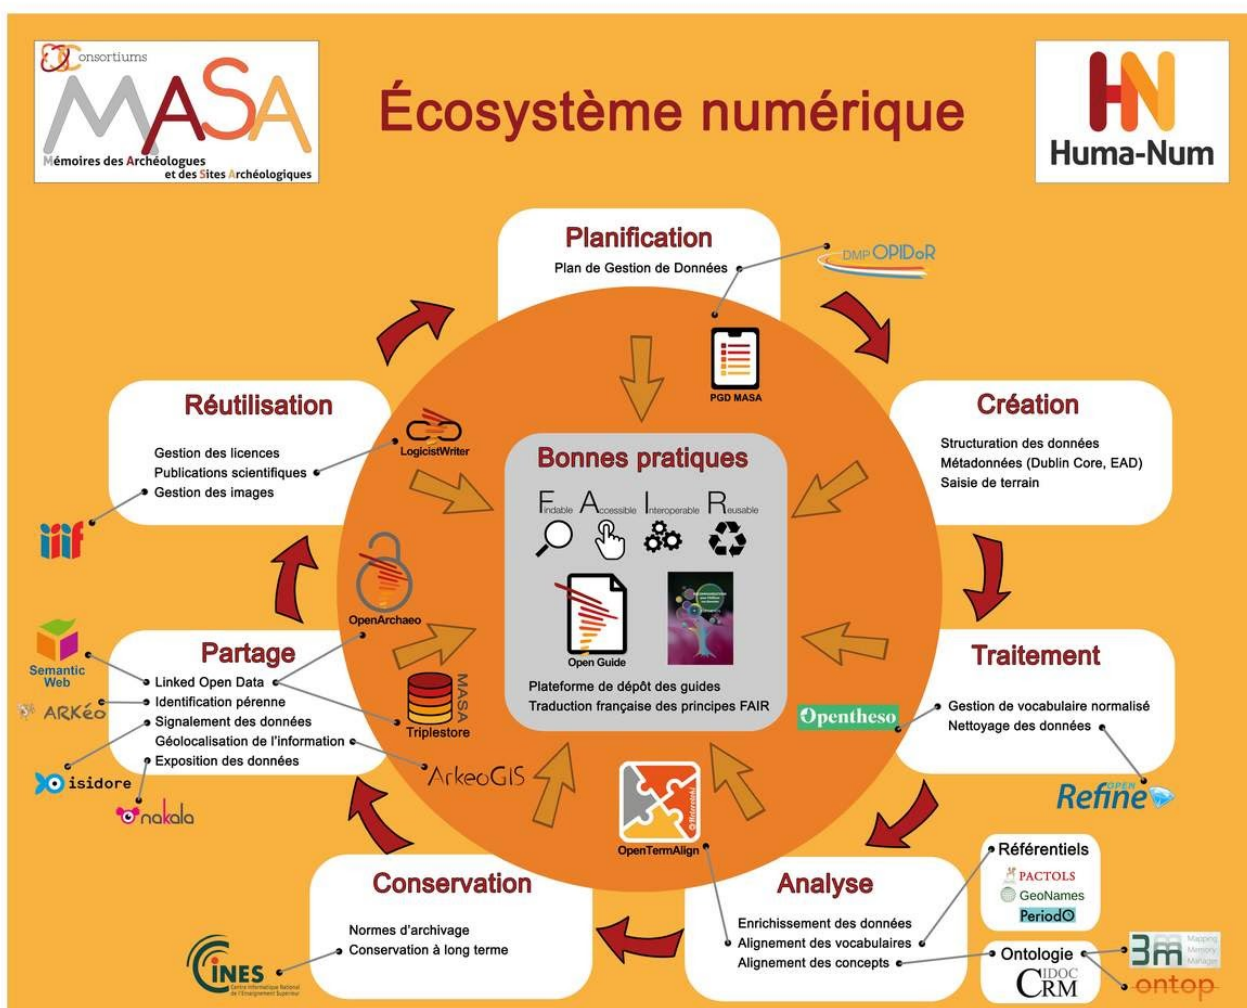 Consortiums
MASA
Mémoires des Archéologues
et des Sites Archéologiques
Écosystème numérique
HN
Huma-Num
Planification
Plan de Gestion de Données
DMP OPIDoR
PGD MASA
Création
Structuration des données
Métadonnées (Dublin Core, EAD)
Saisie de terrain
Traitement
Gestion de vocabulaire normalisé
Nettoyage des données
Opentheso
OPEN
Refine
Analyse
Enrichissement des données
Alignement des vocabulaires
Alignement des concepts
OpenTermAlign
Référentiels
PACTOLS
GeoNames
PeriodO
Ontologie
CIDOC
CRM
3m
Mapping
Memory
Manager
ontop
Conservation
Normes d'archivage
Conservation à long terme
CINES
Centre Informatique National
de l'Enseignement Supérieur
Partage
Linked Open Data
Identification pérenne
Signalement des données
Géolocalisation de l'information
Exposition des données
Semantic
Web
ARKéo
isidore
nakala
OpenArchaeo
MASA
Triplestore
ArkeoGIS
Réutilisation
Gestion des licences
Publications scientifiques
Gestion des images
LogicistWriter
iiif
Bonnes pratiques
Findable Accessible Interoperable Reusable
Open Guide
Plateforme de dépôt des guides
Traduction française des principes FAIR